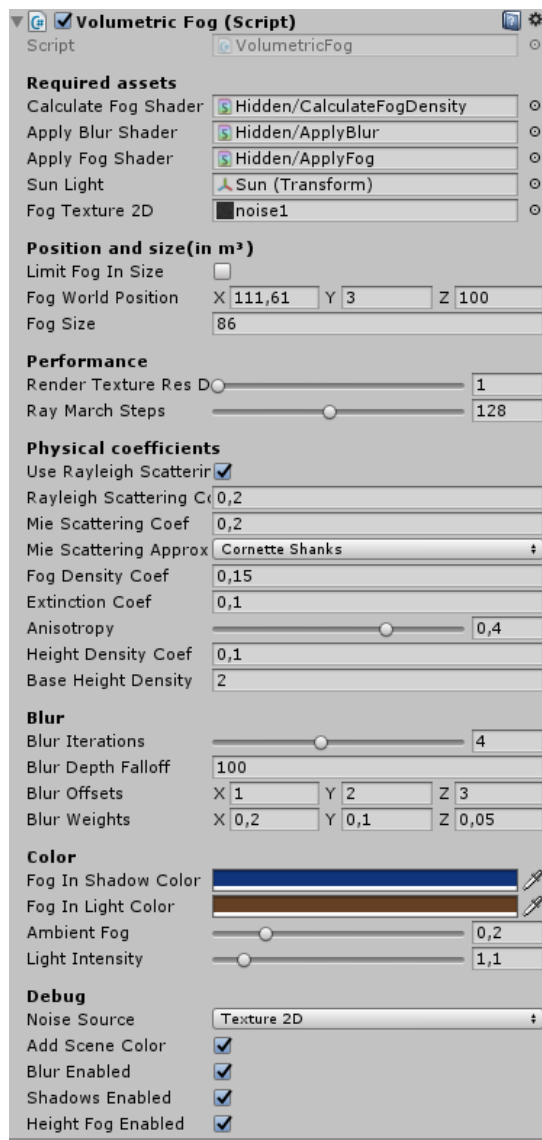 Volumetric Fog (Script)
Script VolumetricFog
Required assets
Calculate Fog Shader Hidden/CalculateFogDensity
Apply Blur Shader Hidden/ApplyBlur
Apply Fog Shader Hidden/ApplyFog
Sun Light Sun (Transform)
Fog Texture 2D noise1
Position and size(in m³)
Limit Fog In Size
Fog World Position X 111,61 Y 3 Z 100
Fog Size 86
Performance
Render Texture Res D 1
Ray March Steps 128
Physical coefficients
Use Rayleigh Scatterin
Rayleigh Scattering Co 0,2
Mie Scattering Coef 0,2
Mie Scattering Approx Cornette Shanks
Fog Density Coef 0,15
Extinction Coef 0,1
Anisotropy 0,4
Height Density Coef 0,1
Base Height Density 2
Blur
Blur Iterations 4
Blur Depth Falloff 100
Blur Offsets X 1 Y 2 Z 3
Blur Weights X 0,2 Y 0,1 Z 0,05
Color
Fog In Shadow Color
Fog In Light Color
Ambient Fog 0,2
Light Intensity 1,1
Debug
Noise Source Texture 2D
Add Scene Color
Blur Enabled
Shadows Enabled
Height Fog Enabled